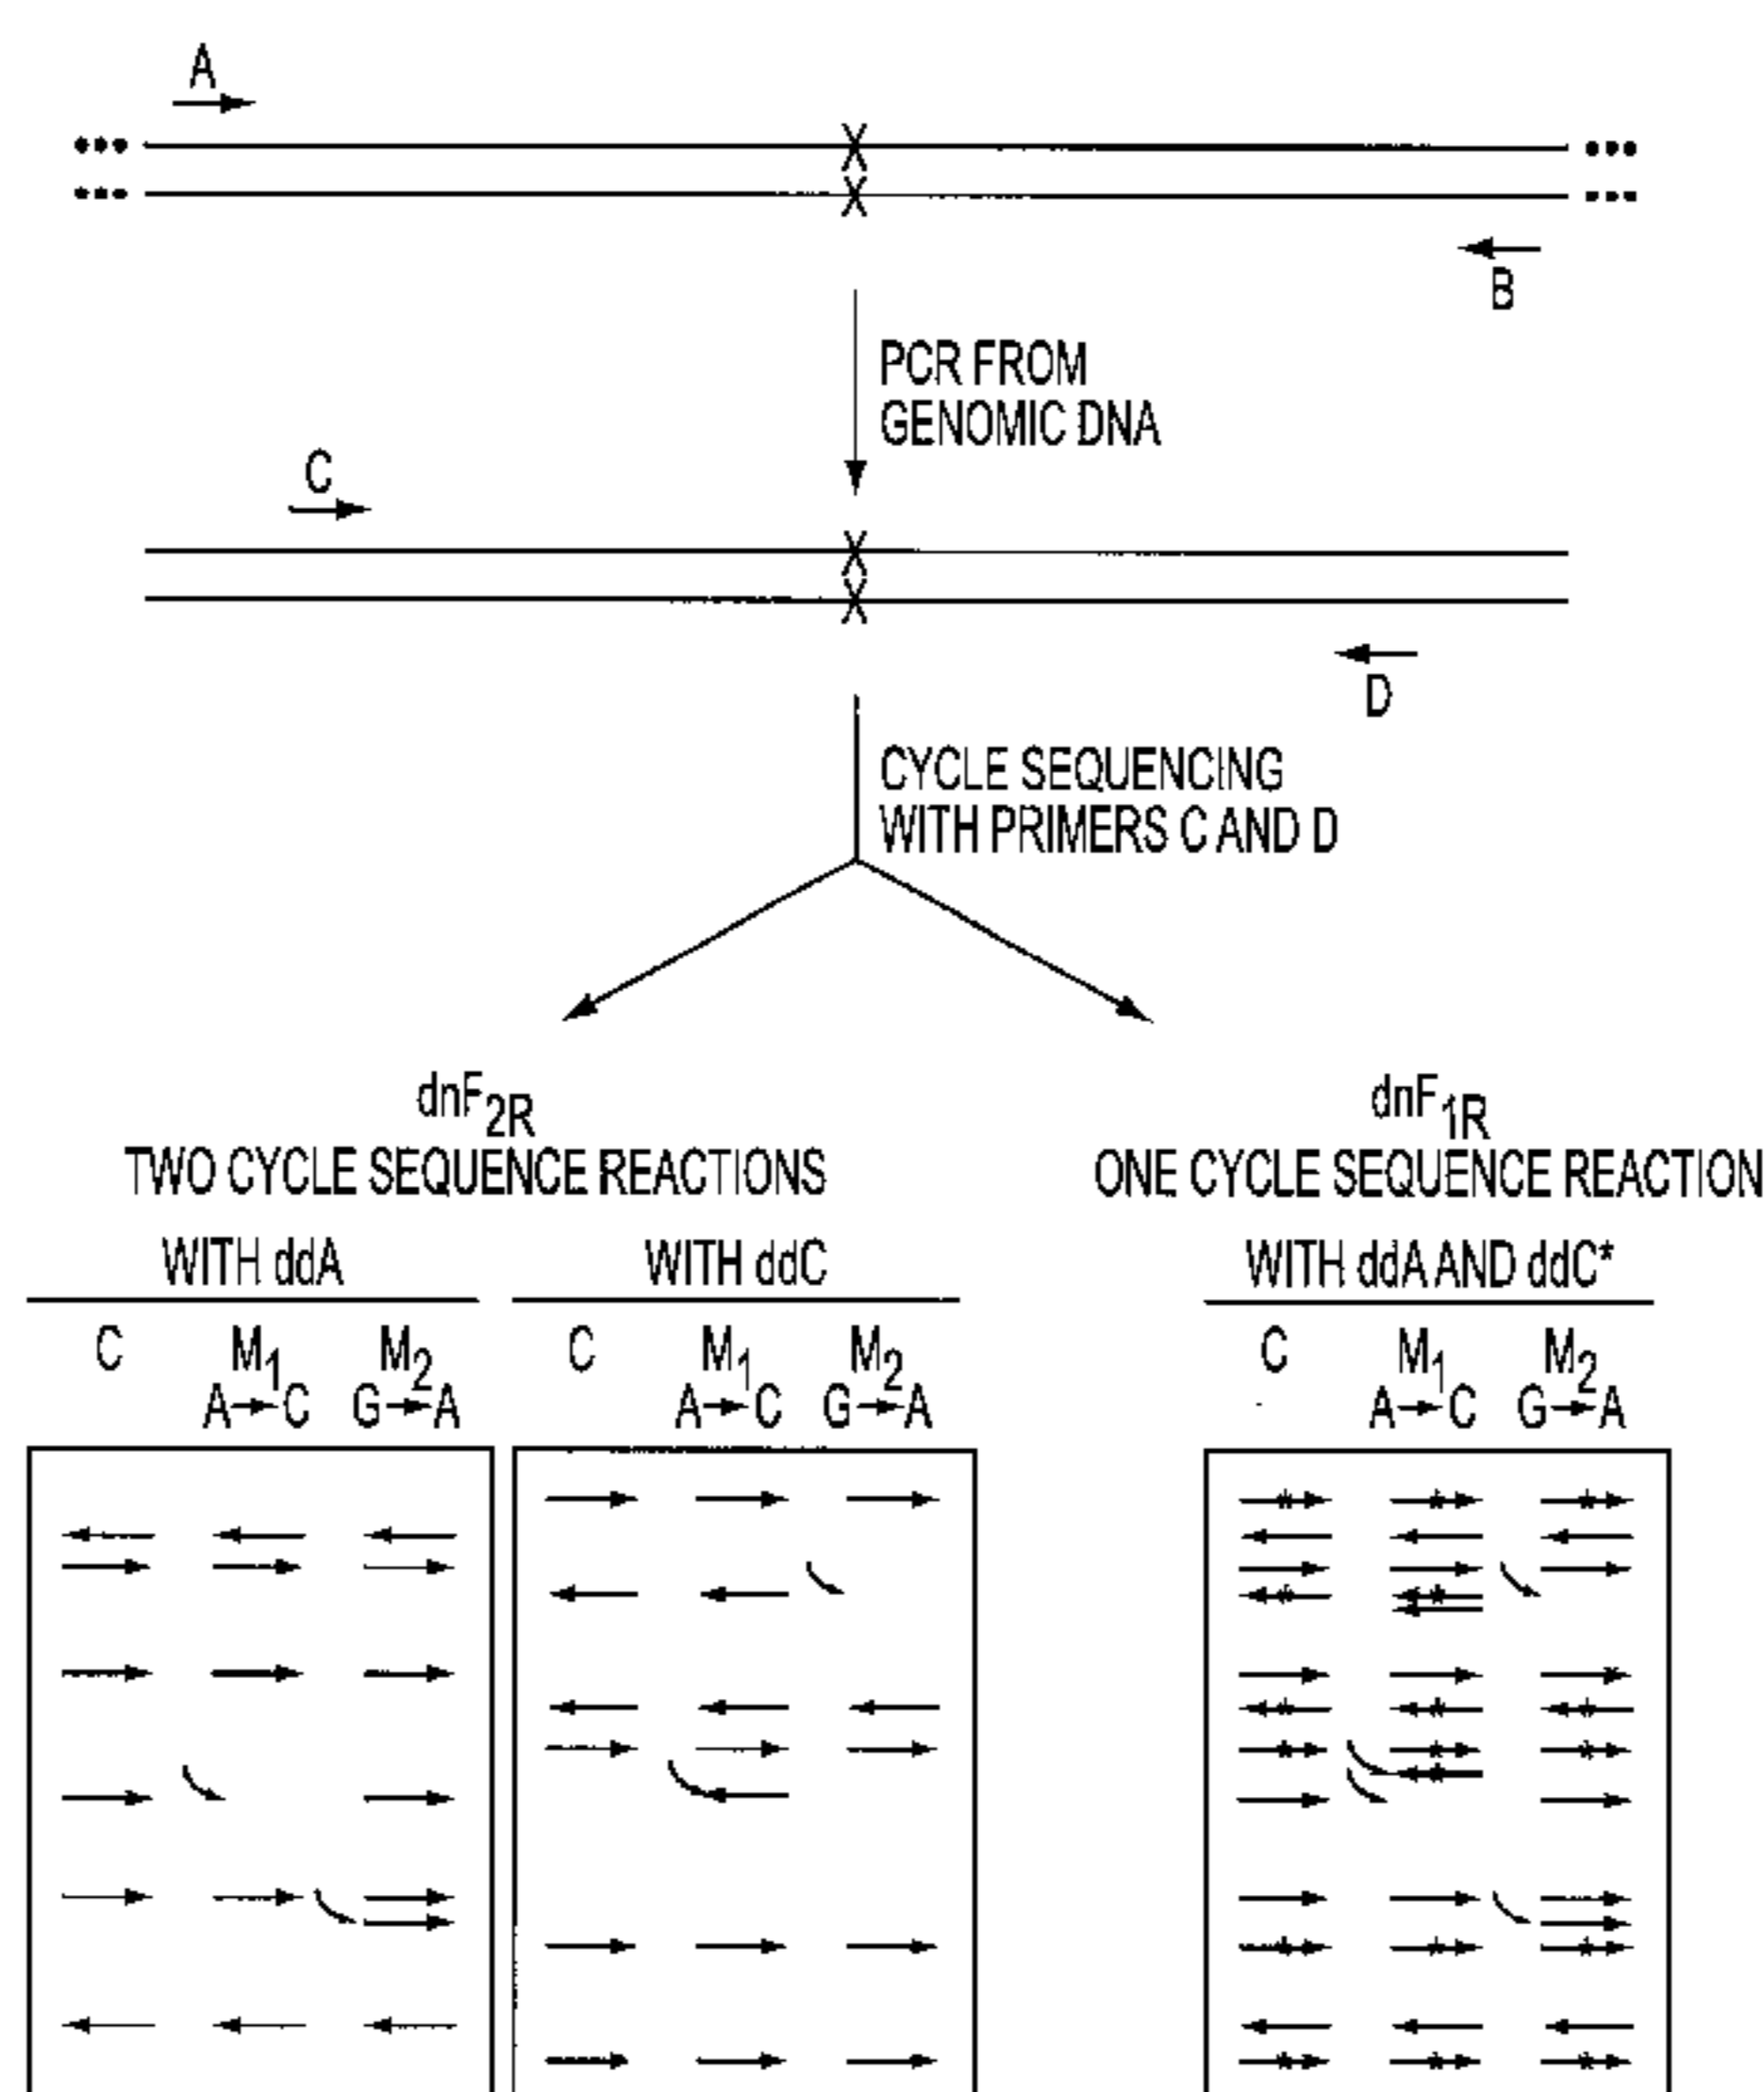 A
X
X
B
PCR FROM
GENOMIC DNA
C
X
X
D
CYCLE SEQUENCING
WITH PRIMERS C AND D
dnF2R
TWO CYCLE SEQUENCE REACTIONS
dnF1R
ONE CYCLE SEQUENCE REACTION
WITH ddA
WITH ddC
WITH ddA AND ddC*
C M1 M2
A→C G→A
C M1 M2
A→C G→A
C M1 M2
A→C G→A